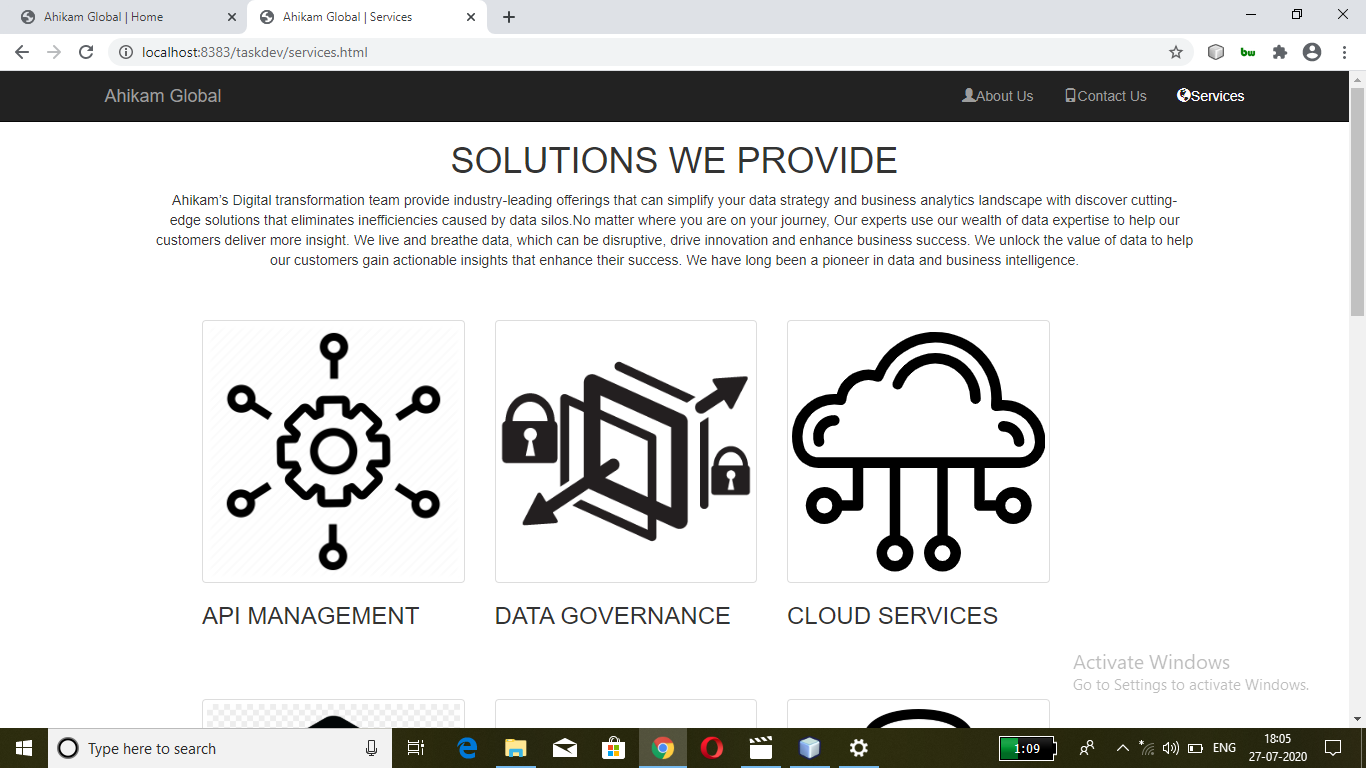 Ahikam Global | Home
Ahikam Global | Services
localhost:8383/taskdev/services.html
bw
Ahikam Global
About Us
Contact Us
Services
SOLUTIONS WE PROVIDE
Ahikam's Digital transformation team provide industry-leading offerings that can simplify your data strategy and business analytics landscape with discover cutting-
edge solutions that eliminates inefficiencies caused by data silos.No matter where you are on your journey, Our experts use our wealth of data expertise to help our
customers deliver more insight. We live and breathe data, which can be disruptive, drive innovation and enhance business success. We unlock the value of data to help
our customers gain actionable insights that enhance their success. We have long been a pioneer in data and business intelligence.
API MANAGEMENT
DATA GOVERNANCE
CLOUD SERVICES
Activate Windows
Go to Settings to activate Windows.
Type here to search
1:09
ENG
18:05
27-07-2020